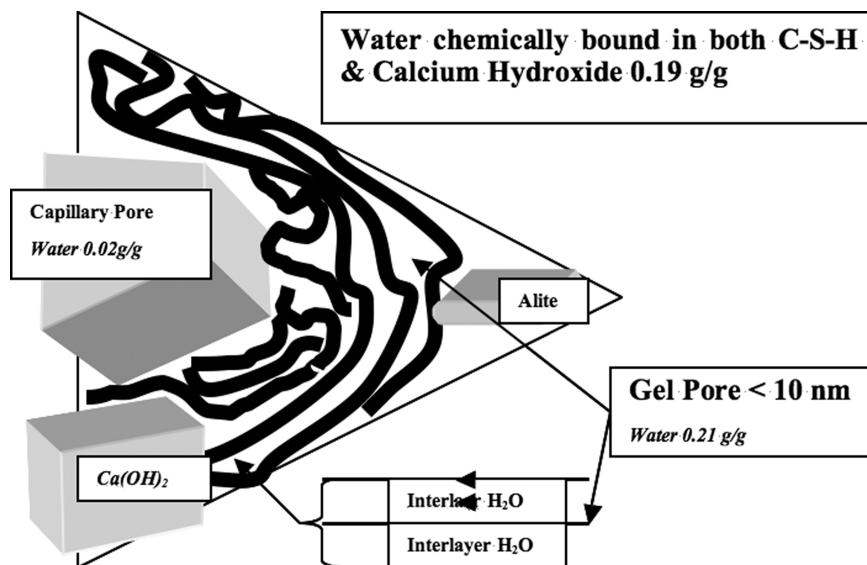 Water chemically bound in both C-S-H
& Calcium Hydroxide 0.19 g/g
Capillary Pore
Water 0.02g/g
Alite
Gel Pore < 10 nm
Water 0.21 g/g
Ca(OH)2
Interlaer H2O
Interlayer H2O